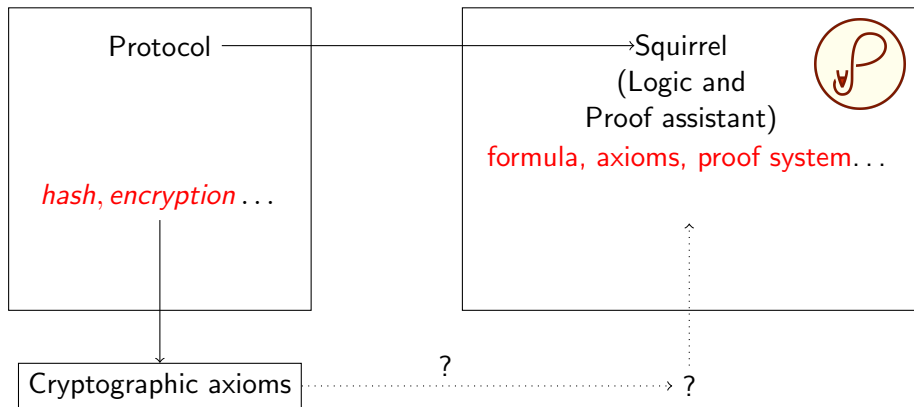 Protocol
Squirrel
(Logic and
Proof assistant)
formula, axioms, proof system...
hash, encryption ...
?
Cryptographic axioms
?